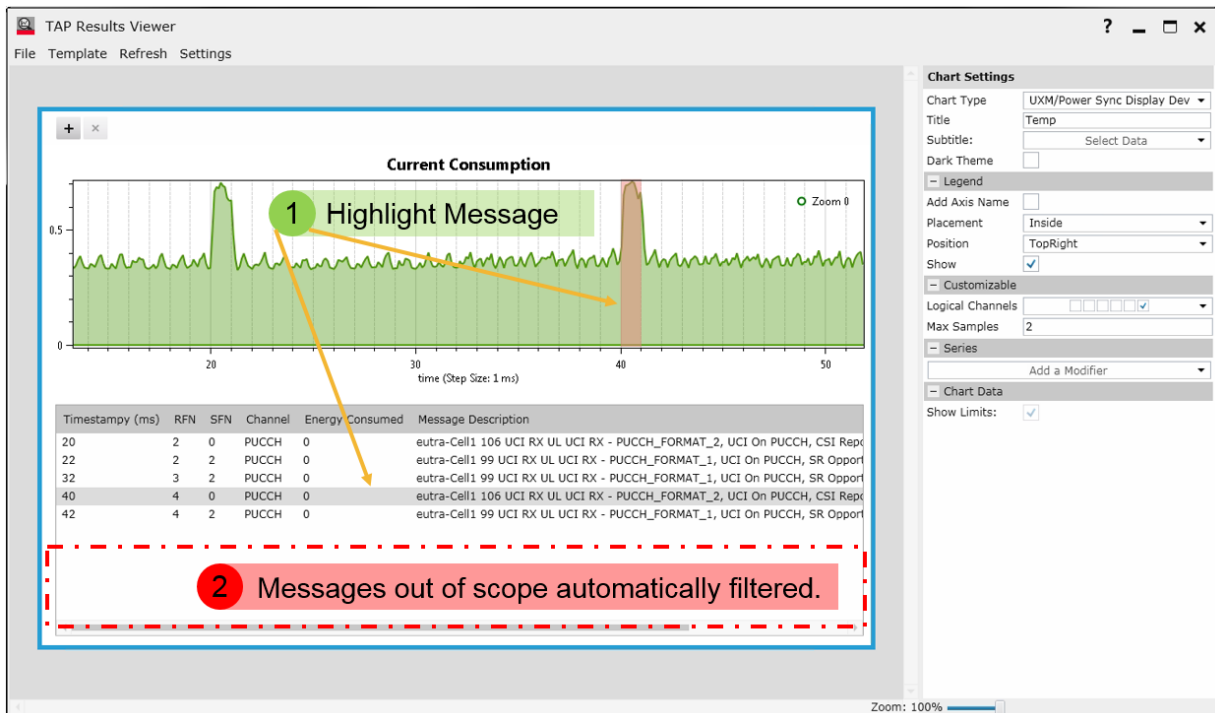 TAP Results Viewer
File Template Refresh Settings
Current Consumption
0.5
0
20 30 40 50
time (Step Size: 1 ms)
Zoom 0
1 Highlight Message
Timestampy (ms) RFN SFN Channel Energy Consumed Message Description
20 2 0 PUCCH 0 eutra-Cell1 106 UCI RX UL UCI RX - PUCCH_FORMAT_2, UCI On PUCCH, CSI Repo
22 2 2 PUCCH 0 eutra-Cell1 99 UCI RX UL UCI RX - PUCCH_FORMAT_1, UCI On PUCCH, SR Opport
32 3 2 PUCCH 0 eutra-Cell1 99 UCI RX UL UCI RX - PUCCH_FORMAT_1, UCI On PUCCH, SR Opport
40 4 0 PUCCH 0 eutra-Cell1 106 UCI RX UL UCI RX - PUCCH_FORMAT_2, UCI On PUCCH, CSI Repo
42 4 2 PUCCH 0 eutra-Cell1 99 UCI RX UL UCI RX - PUCCH_FORMAT_1, UCI On PUCCH, SR Opport
2 Messages out of scope automatically filtered.
Chart Settings
Chart Type UXM/Power Sync Display Dev
Title Temp
Subtitle: Select Data
Dark Theme
Legend
Add Axis Name
Placement Inside
Position TopRight
Show
Customizable
Logical Channels
Max Samples 2
Series
Add a Modifier
Chart Data
Show Limits:
Zoom: 100%